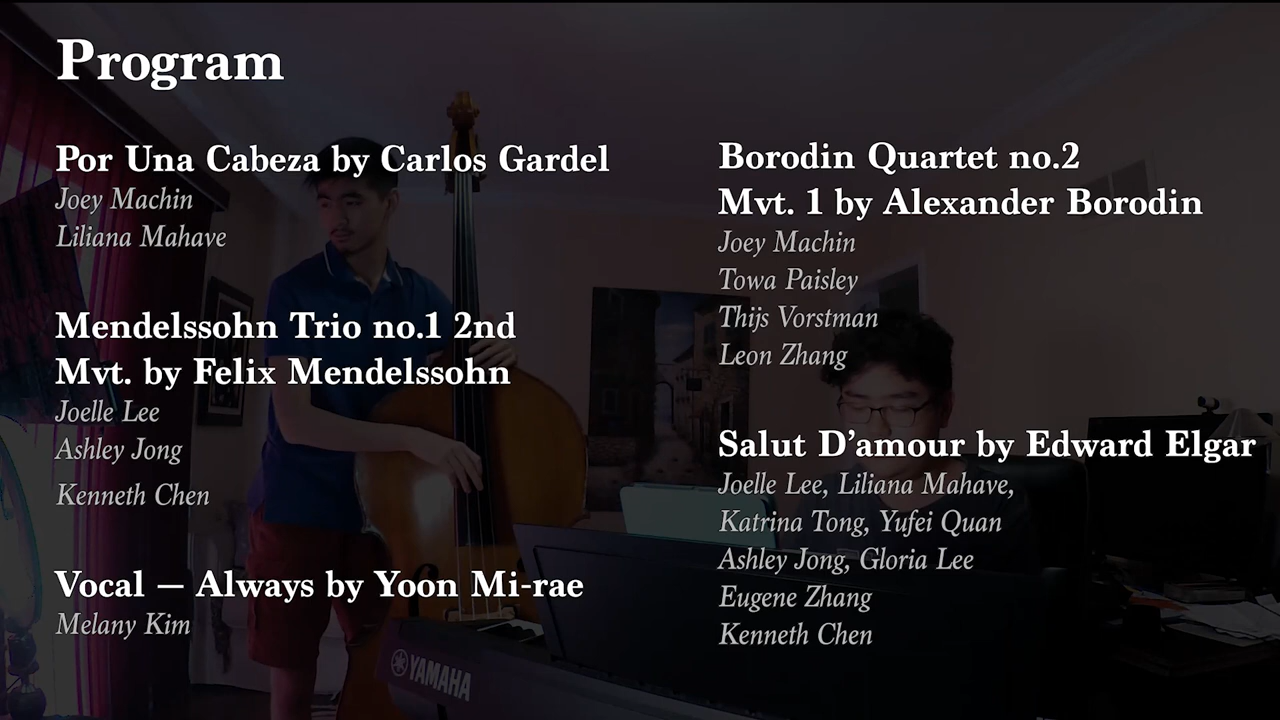 Program
Por Una Cabeza by Carlos Gardel
Joey Machin
Liliana Mahave
Mendelssohn Trio no.1 2nd
Mvt. by Felix Mendelssohn
Joelle Lee
Ashley Jong
Kenneth Chen
Vocal — Always by Yoon Mi-rae
Melany Kim
Borodin Quartet no.2
Mvt. 1 by Alexander Borodin
Joey Machin
Towa Paisley
Thijs Vorstman
Leon Zhang
Salut D’amour by Edward Elgar
Joelle Lee, Liliana Mahave,
Katrina Tong, Yufei Quan
Ashley Jong, Gloria Lee
Eugene Zhang
Kenneth Chen
YAMAHA